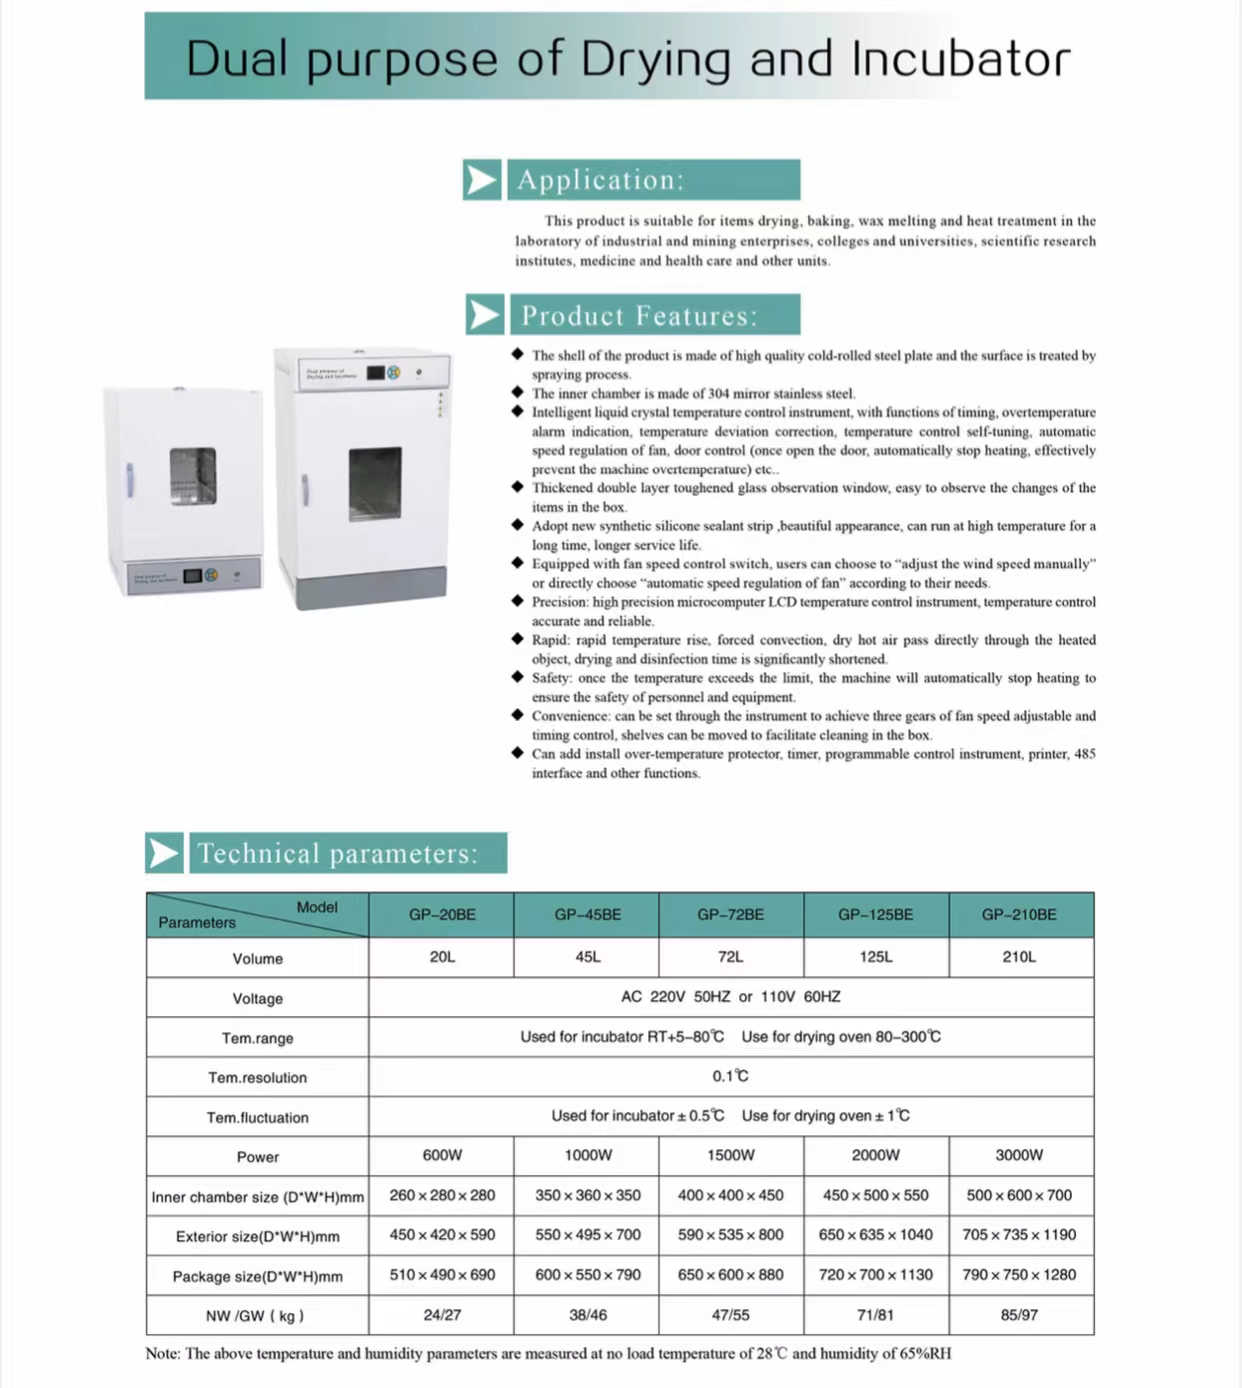 Dual purpose of Drying and Incubator
Application:
This product is suitable for items drying, baking, wax melting and heat treatment in the
laboratory of industrial and mining enterprises, colleges and universities, scientific research
institutes, medicine and health care and other units.
Product Features:
◆ The shell of the product is made of high quality cold-rolled steel plate and the surface is treated by
spraying process.
◆ The inner chamber is made of 304 mirror stainless steel.
◆ Intelligent liquid crystal temperature control instrument, with functions of timing, overtemperature
alarm indication, temperature deviation correction, temperature control self-tuning, automatic
speed regulation of fan, door control (once open the door, automatically stop heating, effectively
prevent the machine overtemperature) etc..
◆ Thickened double layer toughened glass observation window, easy to observe the changes of the
items in the box.
◆ Adopt new synthetic silicone sealant strip ,beautiful appearance, can run at high temperature for a
long time, longer service life.
◆ Equipped with fan speed control switch, users can choose to “adjust the wind speed manually”
or directly choose “automatic speed regulation of fan” according to their needs.
◆ Precision: high precision microcomputer LCD temperature control instrument, temperature control
accurate and reliable.
◆ Rapid: rapid temperature rise, forced convection, dry hot air pass directly through the heated
object, drying and disinfection time is significantly shortened.
◆ Safety: once the temperature exceeds the limit, the machine will automatically stop heating to
ensure the safety of personnel and equipment.
◆ Convenience: can be set through the instrument to achieve three gears of fan speed adjustable and
timing control, shelves can be moved to facilitate cleaning in the box.
◆ Can add install over-temperature protector, timer, programmable control instrument, printer, 485
interface and other functions.
Dual purpose of
Drying and Incubator
Dual purpose of
Drying and Incubator
Technical parameters:
Parameters Model GP-20BE GP-45BE GP-72BE GP-125BE GP-210BE
Volume 20L 45L 72L 125L 210L
Voltage AC 220V 50HZ or 110V 60HZ
Tem.range Used for incubator RT+5-80℃ Use for drying oven 80-300℃
Tem.resolution 0.1℃
Tem.fluctuation Used for incubator ± 0.5℃ Use for drying oven ± 1℃
Power 600W 1000W 1500W 2000W 3000W
Inner chamber size (D*W*H)mm 260×280×280 350×360×350 400×400×450 450×500×550 500×600×700
Exterior size(D*W*H)mm 450×420×590 550×495×700 590×535×800 650×635×1040 705×735×1190
Package size(D*W*H)mm 510×490×690 600×550×790 650×600×880 720×700×1130 790×750×1280
NW /GW ( kg ) 24/27 38/46 47/55 71/81 85/97
Note: The above temperature and humidity parameters are measured at no load temperature of 28℃ and humidity of 65%RH